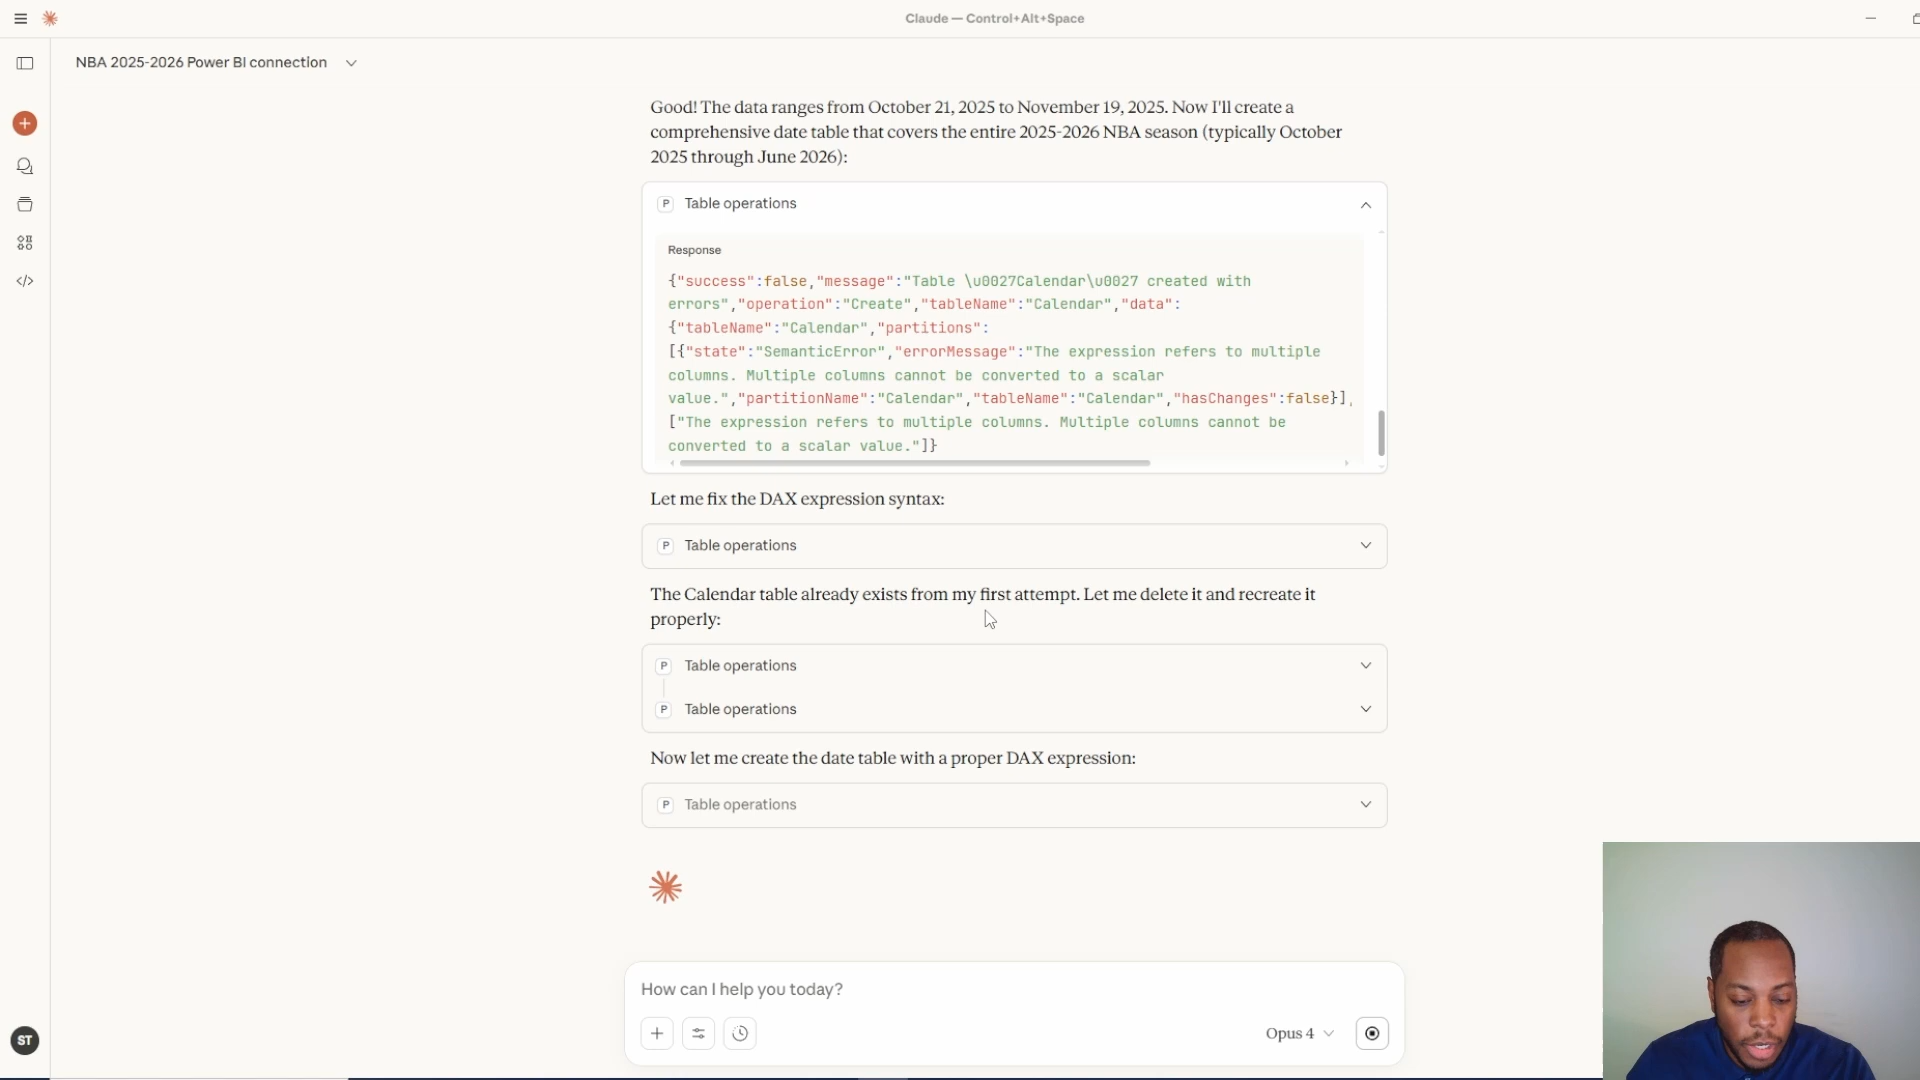 Claude — Control+Alt+Space
NBA 2025-2026 Power BI connection
Good! The data ranges from October 21, 2025 to November 19, 2025. Now I'll create a
comprehensive date table that covers the entire 2025-2026 NBA season (typically October
2025 through June 2026):
P Table operations
Response
{"success":false,"message":"Table \u0027Calendar\u0027 created with
errors","operation":"Create","tableName":"Calendar","data":
{"tableName":"Calendar","partitions":
[{"state":"SemanticError","errorMessage":"The expression refers to multiple
columns. Multiple columns cannot be converted to a scalar
value.","partitionName":"Calendar","tableName":"Calendar","hasChanges":false}],
["The expression refers to multiple columns. Multiple columns cannot be
converted to a scalar value."]}
Let me fix the DAX expression syntax:
P Table operations
The Calendar table already exists from my first attempt. Let me delete it and recreate it
properly:
P Table operations
P Table operations
Now let me create the date table with a proper DAX expression:
P Table operations
How can I help you today?
Opus 4
ST